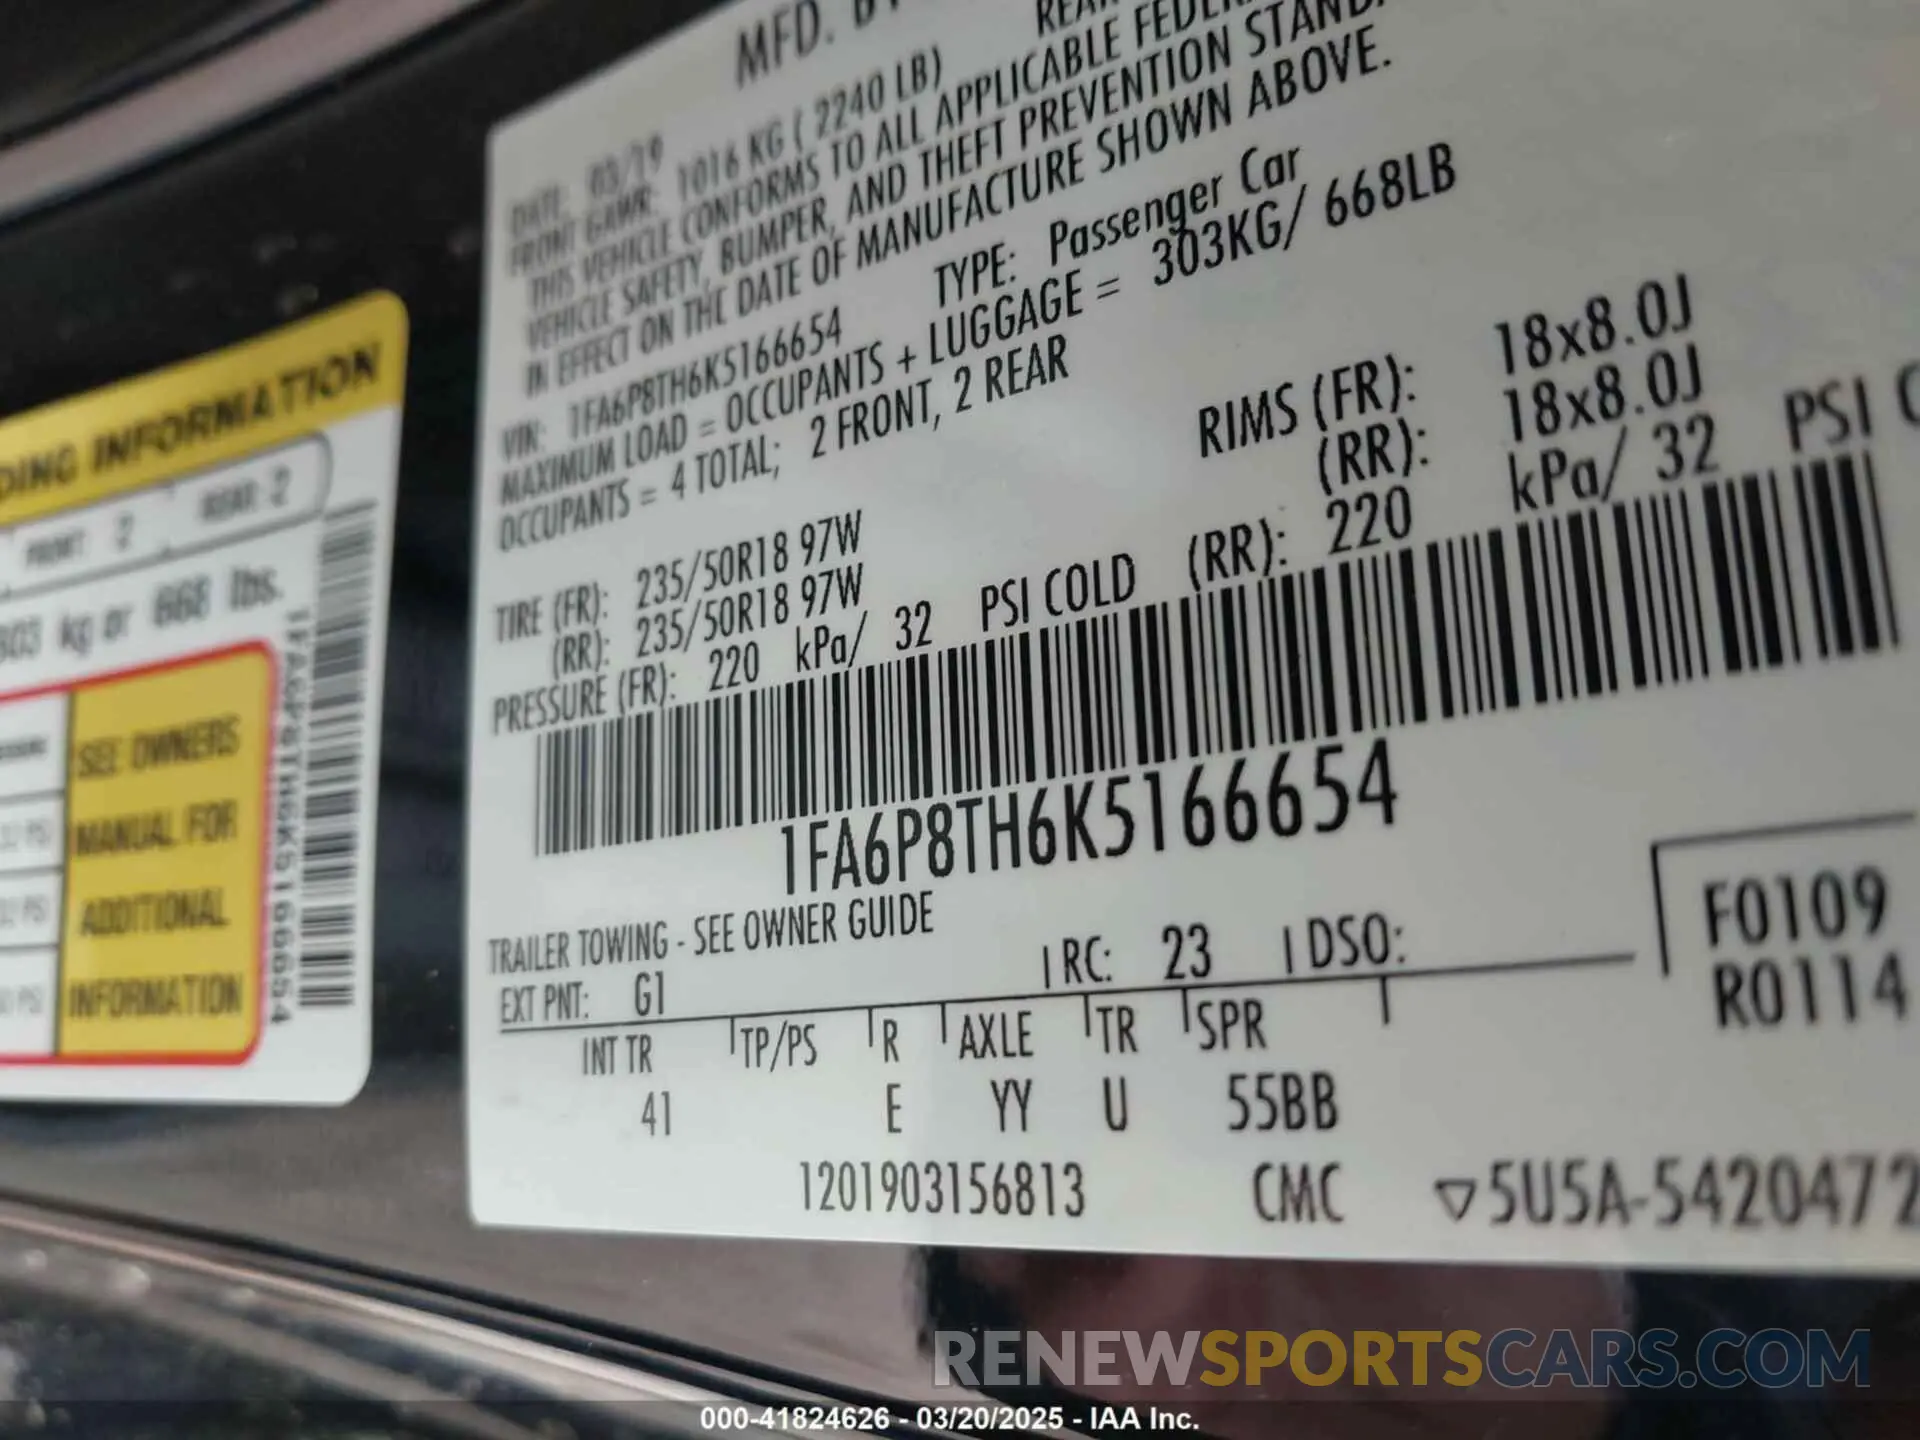 MFD. BY
REAR
DATE: 03/19
FRONT GAWR: 1016 KG ( 2240 LB)
THIS VEHICLE CONFORMS TO ALL APPLICABLE
VEHICLE SAFETY, BUMPER, AND THEFT PREVENTION
IN EFFECT ON THE DATE OF MANUFACTURE SHOWN ABOVE.
VIN: 1FA6P8TH6K5166654 TYPE: Passenger Car
MAXIMUM LOAD = OCCUPANTS + LUGGAGE = 303KG/ 668LB
OCCUPANTS = 4 TOTAL; 2 FRONT, 2 REAR
TIRE (FR): 235/50R18 97W RIMS (FR): 18x8.0J
(RR): 235/50R18 97W (RR): 18x8.0J
PRESSURE (FR): 220 kPa/ 32 PSI COLD (RR): 220 kPa/ 32 PSI C
1FA6P8TH6K5166654
TRAILER TOWING - SEE OWNER GUIDE
EXT PNT: G1 RC: 23 DSO:
F0109
R0114
INT TR TP/PS R AXLE TR SPR
41 E YY U 55BB
1201903156813 CMC ▽5U5A-5420472
DING INFORMATION
FRONT: 2 REAR: 2
303 kg or 668 lbs.
SEE OWNERS
MANUAL FOR
ADDITIONAL
INFORMATION
1FA6P8TH6K5166654
RENEWSPORTSCARS.COM
000-41824626 - 03/20/2025 - IAA Inc.